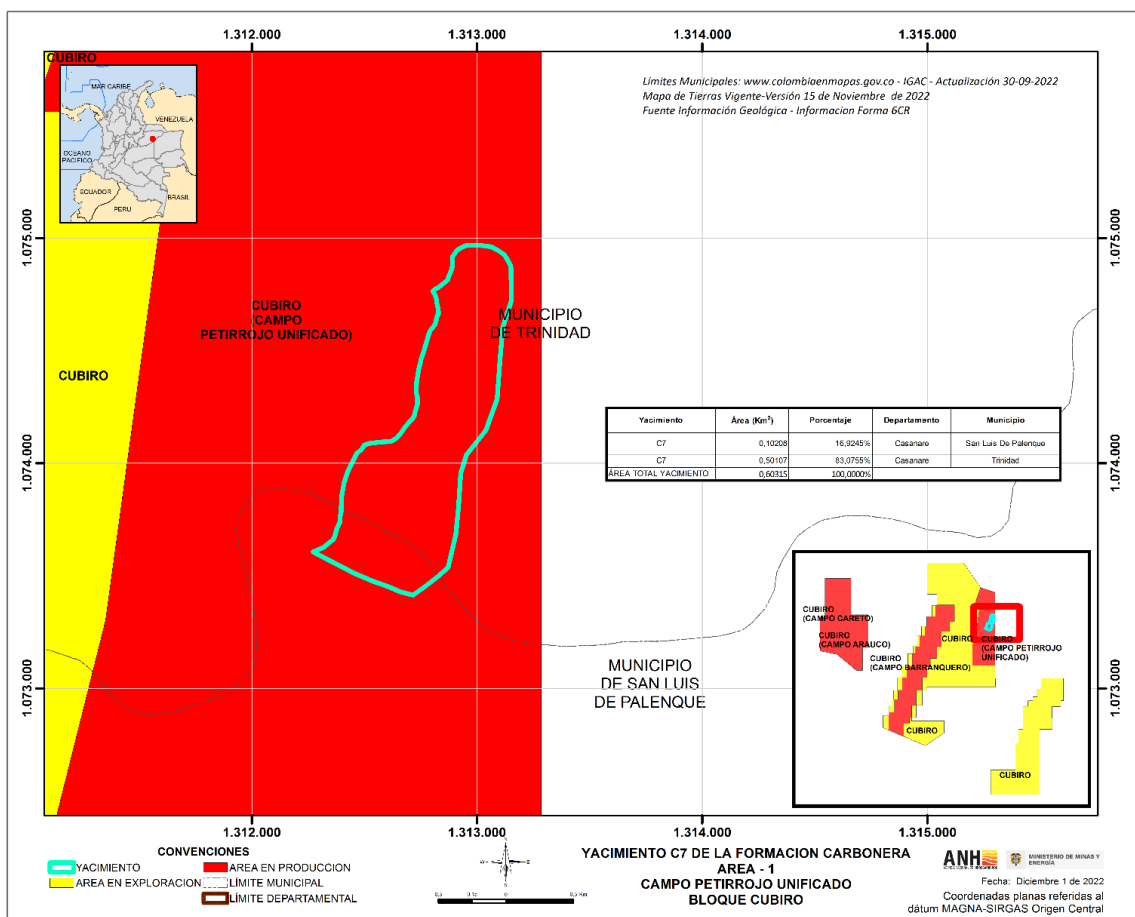 1.312.000
1.313.000
1.314.000
1.315.000
CUBIRO
MAR CARIBE
VENEZUELA
OCEANO
PACIFICO
ECUADOR
BRASIL
PERU
Límites Municipales: www.colombiaenmapas.gov.co - IGAC - Actualización 30-09-2022
Mapa de Tierras Vigente-Versión 15 de Noviembre de 2022
Fuente Información Geológica - Informacion Forma 6CR
1.075.000
1.075.000
CUBIRO
(CAMPO
PETIRROJO UNIFICADO)
MUNICIPIO
DE TRINIDAD
CUBIRO
Yacimiento Área (Km²) Porcentaje Departamento Municipio
C7 0,10208 16,9245% Casanare San Luis De Palenque
C7 0,50107 83,0755% Casanare Trinidad
ÁREA TOTAL YACIMIENTO 0,60315 100,0000%
1.074.000
1.074.000
MUNICIPIO
DE SAN LUIS
DE PALENQUE
1.073.000
1.073.000
CUBIRO
(CAMPO CARETO)
CUBIRO
(CAMPO ARAUCO)
CUBIRO
(CAMPO BARRANQUERO)
CUBIRO
CUBIRO
(CAMPO PETIRROJO
UNIFICADO)
CUBIRO
CUBIRO
1.312.000
1.313.000
1.314.000
1.315.000
CONVENCIONES
YACIMIENTO
AREA EN PRODUCCION
AREA EN EXPLORACION
LÍMITE MUNICIPAL
LÍMITE DEPARTAMENTAL
0,5 0,5 Km
YACIMIENTO C7 DE LA FORMACION CARBONERA
AREA - 1
CAMPO PETIRROJO UNIFICADO
BLOQUE CUBIRO
ANH
MINISTERIO DE MINAS Y
ENERGÍA
Fecha: Diciembre 1 de 2022
Coordenadas planas referidas al
dátum MAGNA-SIRGAS Origen Central